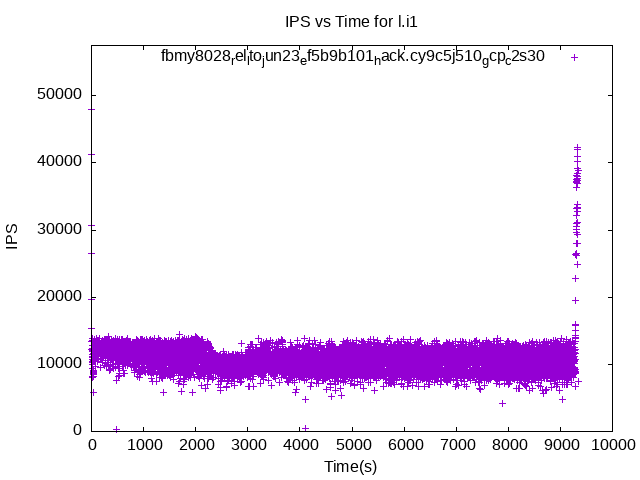 IPS vs Time for l.i1
fbmy8028relltojun23ef5b9b101hack.cy9c5j510gcpc2s30
50000
40000
30000
20000
10000
0
IPS
0 1000 2000 3000 4000 5000 6000 7000 8000 9000 10000
Time(s)